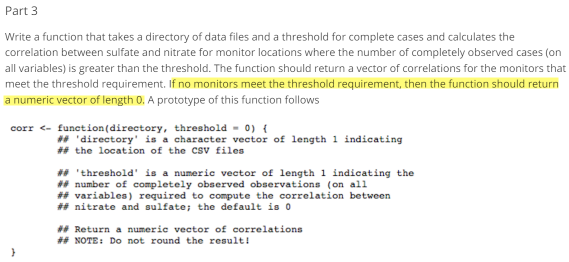 Part 3
Write a function that takes a directory of data files and a threshold for complete cases and calculates the
correlation between sulfate and nitrate for monitor locations where the number of completely observed cases (on
all variables) is greater than the threshold. The function should return a vector of correlations for the monitors that
meet the threshold requirement. If no monitors meet the threshold requirement, then the function should return
a numeric vector of length 0. A prototype of this function follows
corr <- function(directory, threshold = 0) {
## 'directory' is a character vector of length 1 indicating
## the location of the CSV files
## 'threshold' is a numeric vector of length 1 indicating the
## number of completely observed observations (on all
## variables) required to compute the correlation between
## nitrate and sulfate; the default is 0
## Return a numeric vector of correlations
## NOTE: Do not round the result!
}